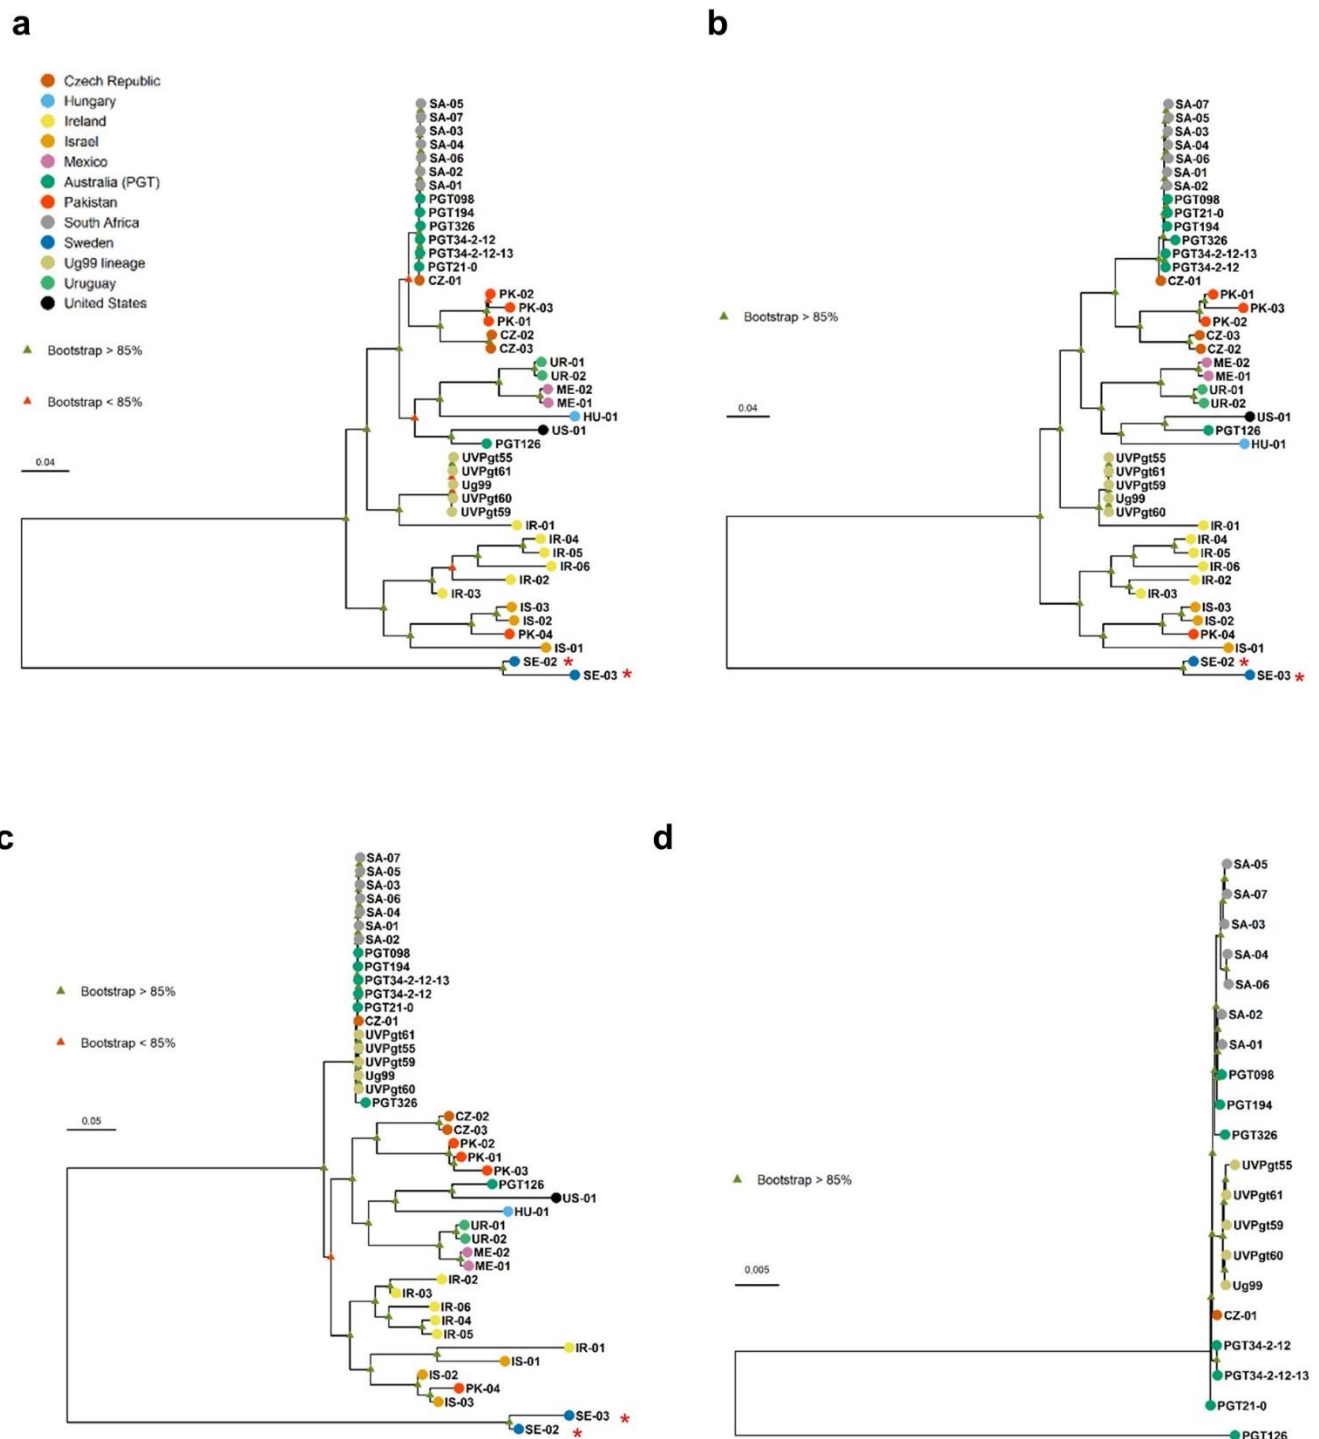 a
Czech Republic
Hungary
Ireland
Israel
Mexico
Australia (PGT)
Pakistan
South Africa
Sweden
Ug99 lineage
Uruguay
United States
Bootstrap > 85%
Bootstrap < 85%
0.04
SA-05
SA-07
SA-03
SA-04
SA-06
SA-02
SA-01
PGT098
PGT194
PGT326
PGT34-2-12
PGT34-2-12-13
PGT21-0
CZ-01
PK-02
PK-03
PK-01
CZ-02
CZ-03
UR-01
UR-02
ME-02
ME-01
HU-01
US-01
PGT126
UVPgt55
UVPgt61
Ug99
UVPgt60
UVPgt59
IR-01
IR-04
IR-05
IR-06
IR-02
IR-03
IS-03
IS-02
PK-04
IS-01
SE-02 *
SE-03 *
b
Bootstrap > 85%
0.04
SA-07
SA-05
SA-03
SA-04
SA-06
SA-01
SA-02
PGT098
PGT21-0
PGT194
PGT326
PGT34-2-12-13
PGT34-2-12
CZ-01
PK-01
PK-03
PK-02
CZ-03
CZ-02
ME-02
ME-01
UR-01
UR-02
US-01
PGT126
HU-01
UVPgt55
UVPgt61
UVPgt59
Ug99
UVPgt60
IR-01
IR-04
IR-05
IR-06
IR-02
IR-03
IS-03
IS-02
PK-04
IS-01
SE-02 *
SE-03 *
c
Bootstrap > 85%
Bootstrap < 85%
0.05
SA-07
SA-05
SA-03
SA-06
SA-04
SA-01
SA-02
PGT098
PGT194
PGT34-2-12-13
PGT34-2-12
PGT21-0
CZ-01
UVPgt61
UVPgt55
UVPgt59
Ug99
UVPgt60
PGT326
CZ-02
CZ-03
PK-02
PK-01
PK-03
PGT126
US-01
HU-01
UR-01
UR-02
ME-02
ME-01
IR-02
IR-03
IR-06
IR-04
IR-05
IR-01
IS-01
IS-02
PK-04
IS-03
SE-03 *
SE-02 *
d
Bootstrap > 85%
0.005
SA-05
SA-07
SA-03
SA-04
SA-06
SA-02
SA-01
PGT098
PGT194
PGT326
UVPgt55
UVPgt61
UVPgt59
UVPgt60
Ug99
CZ-01
PGT34-2-12
PGT34-2-12-13
PGT21-0
PGT126